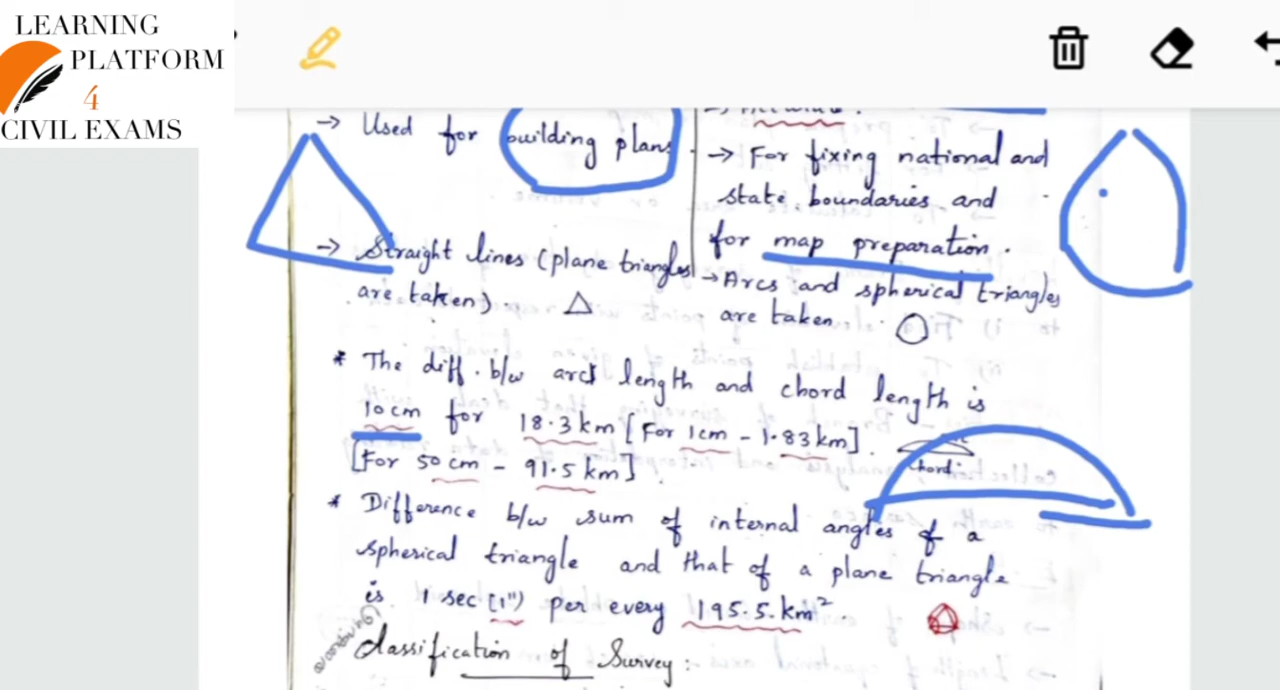 LEARNING
PLATFORM
4
CIVIL EXAMS
→ Used for building plans.
→ Straight lines (plane triangles
are taken). △
→ For fixing national and
state boundaries and
for map preparation.
→ Arcs and spherical triangles
are taken.
* The diff. b/w arc length and chord length is
10 cm for 18.3 km [For 1cm - 1.83 km].
chord
[For 50 cm - 91.5 km].
* Difference b/w sum of internal angles of a
spherical triangle and that of a plane triangle
is 1 sec (1") per every 195.5. km².
Classification of Survey :-